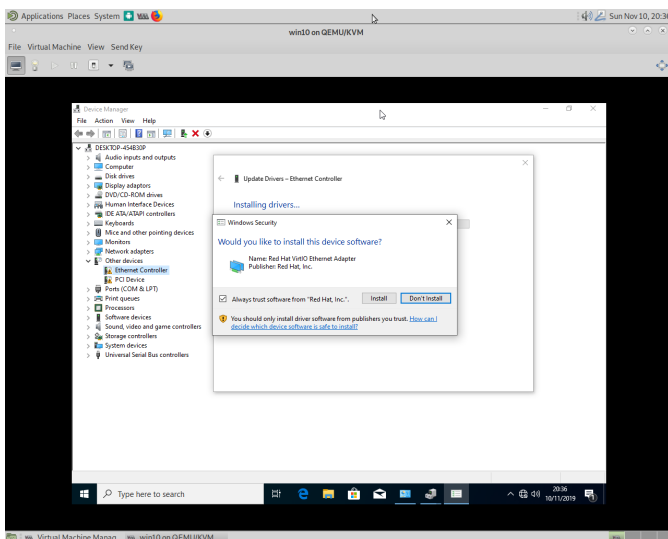 Applications Places System
Sun Nov 10, 20:36
win10 on QEMU/KVM
File Virtual Machine View Send Key
Device Manager
File Action View Help
DESKTOP-454B30P
Audio inputs and outputs
Computer
Disk drives
Display adaptors
DVD/CD-ROM drives
Human Interface Devices
IDE ATA/ATAPI controllers
Keyboards
Mice and other pointing devices
Monitors
Network adapters
Other devices
Ethernet Controller
PCI Device
Ports (COM & LPT)
Print queues
Processors
Software devices
Sound, video and game controllers
Storage controllers
System devices
Universal Serial Bus controllers
Update Drivers – Ethernet Controller
Installing drivers...
Windows Security
Would you like to install this device software?
Name: Red Hat VirtIO Ethernet Adapter
Publisher: Red Hat, Inc.
Always trust software from "Red Hat, Inc.".
Install
Don't Install
You should only install driver software from publishers you trust. How can I
decide which device software is safe to install?
Type here to search
20:36
10/11/2019
Virtual Machine Manag
win10 on QEMU/KVM